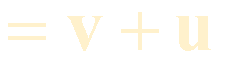 = v + u